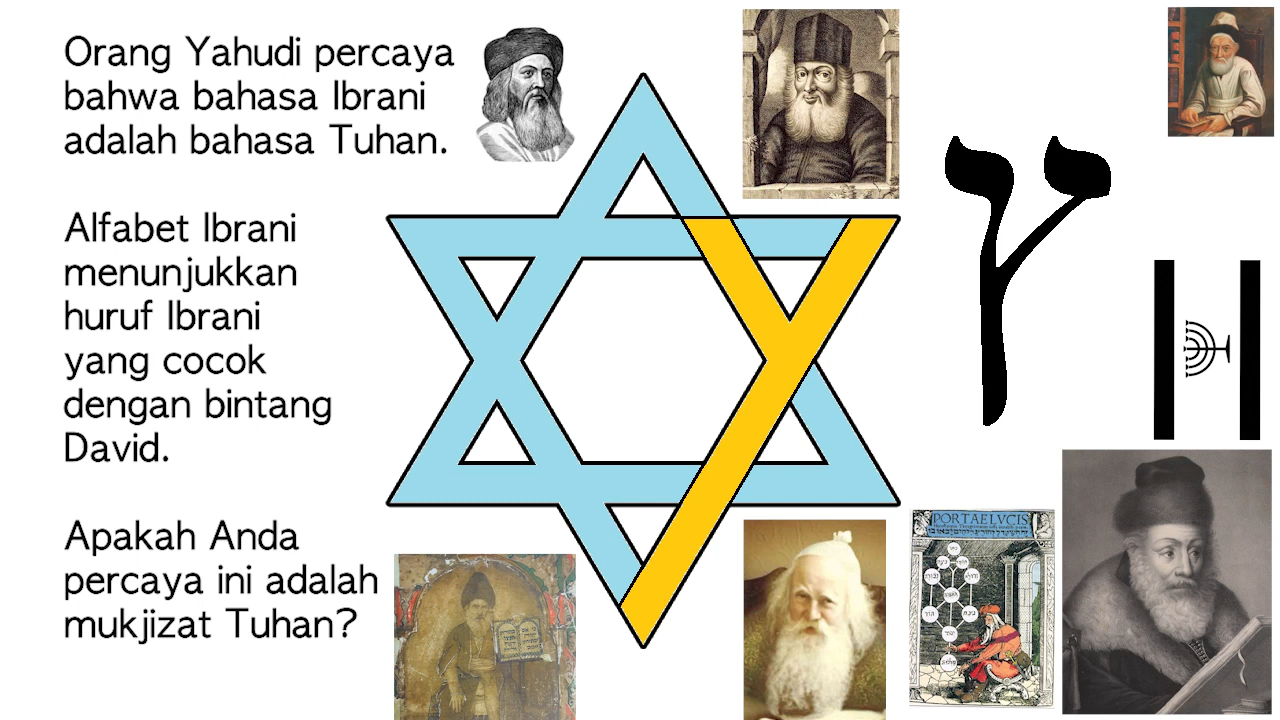 Orang Yahudi percaya
bahwa bahasa Ibrani
adalah bahasa Tuhan.
Alfabet Ibrani
menunjukkan
huruf Ibrani
yang cocok
dengan bintang
David.
Apakah Anda
percaya ini adalah
mukjizat Tuhan?
ץ
PORTAE LVCIS